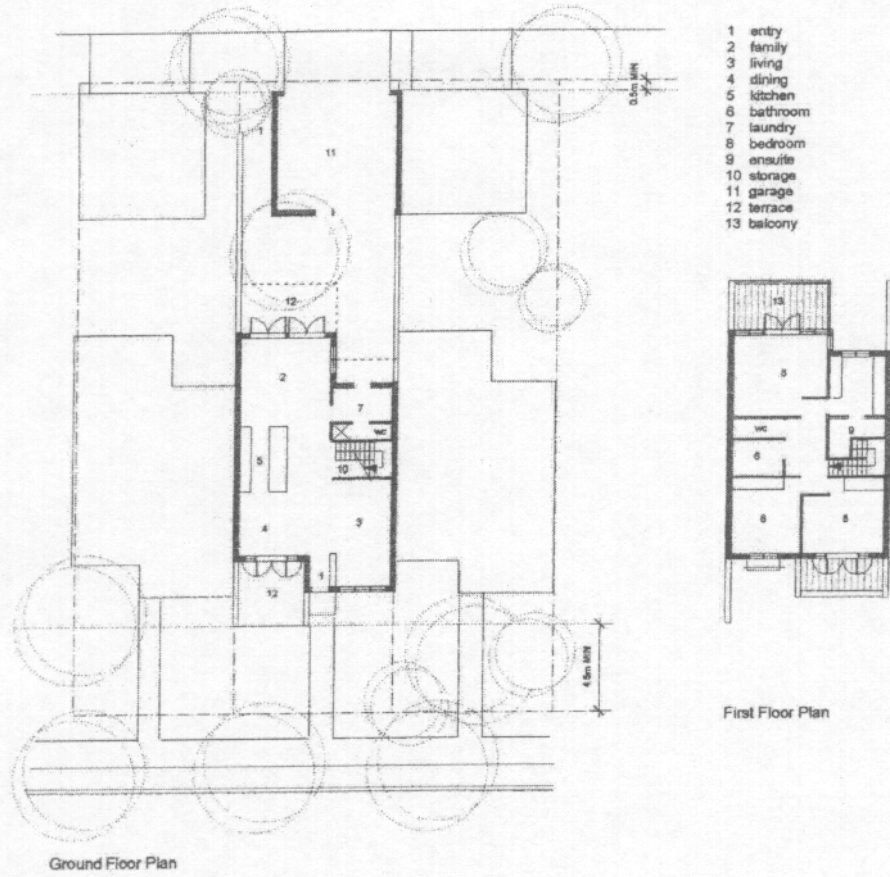 1 entry
2 family
3 living
4 dining
5 kitchen
6 bathroom
7 laundry
8 bedroom
9 ensuite
10 storage
11 garage
12 terrace
13 balcony
0.5m MIN
1
11
12
2
7
wc
5
10
4
3
1
12
4.5m MIN
Ground Floor Plan
13
8
wc
9
6
8
8
First Floor Plan